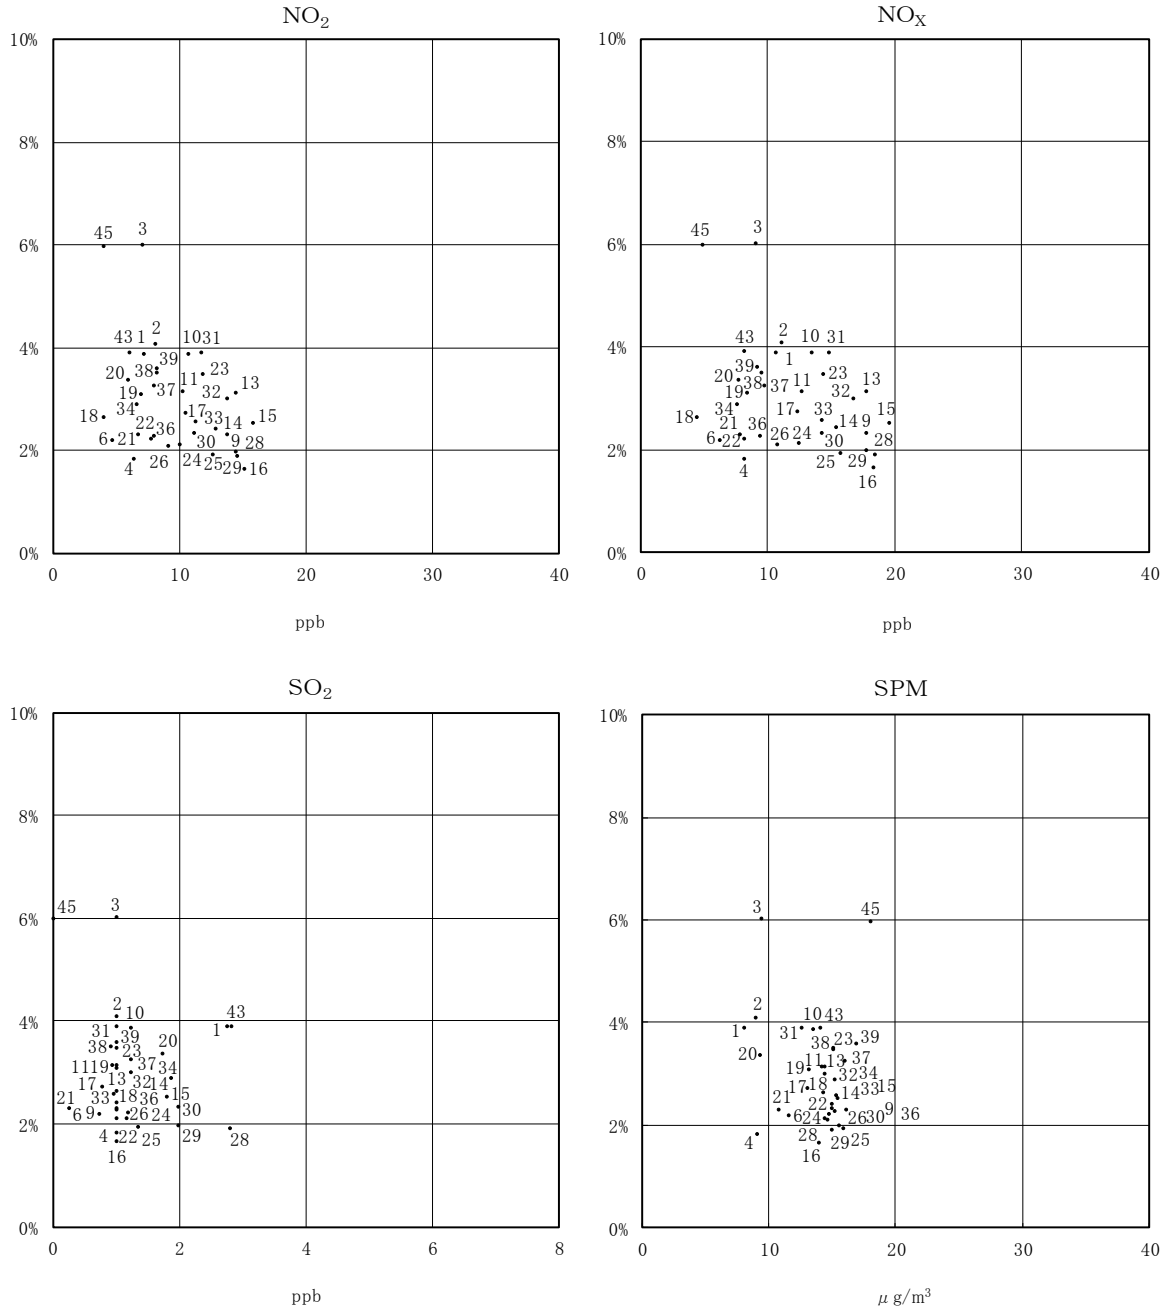 NO2 NOX
10% 10%
8% 8%
45 3 45 3
6% 6%
43 1 2 10 31 43 2 10 31
4% 4%
20 38 39 37 11 23 32 13 39 1 23
19 20 38 37 11 32 13
34 22 36 17 33 14 15 19 34 17 33 14 9 15
18 18 21 36
6 21 30 9 28 6 22 26 24 30 28
2% 26 24 25 29 16 2% 25 29
4 4 16
0% 0%
0 10 20 30 40 0 10 20 30 40
ppb ppb
SO2 SPM
10% 10%
8% 8%
45 3 3 45
6% 6%
2 10 43 2 10 43
4% 4%
31 39 1 1 31 38 23 39
38 23 20 20
11 19 37 34 19 11 13 37
17 13 32 14 17 18 32 34
21 33 18 36 15 21 14 33 15
6 9 26 24 30 6 22 24 26 30 9 36
2% 4 22 25 29 28 2% 4 28 29 25
16 16
0% 0%
0 2 4 6 8 0 10 20 30 40
ppb μ g/m3